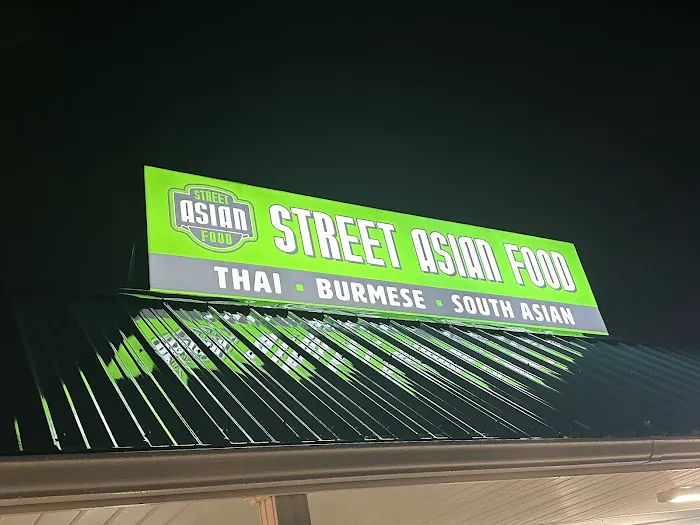 STREET
ASIAN
FOOD
STREET ASIAN FOOD
THAI · BURMESE · SOUTH ASIAN